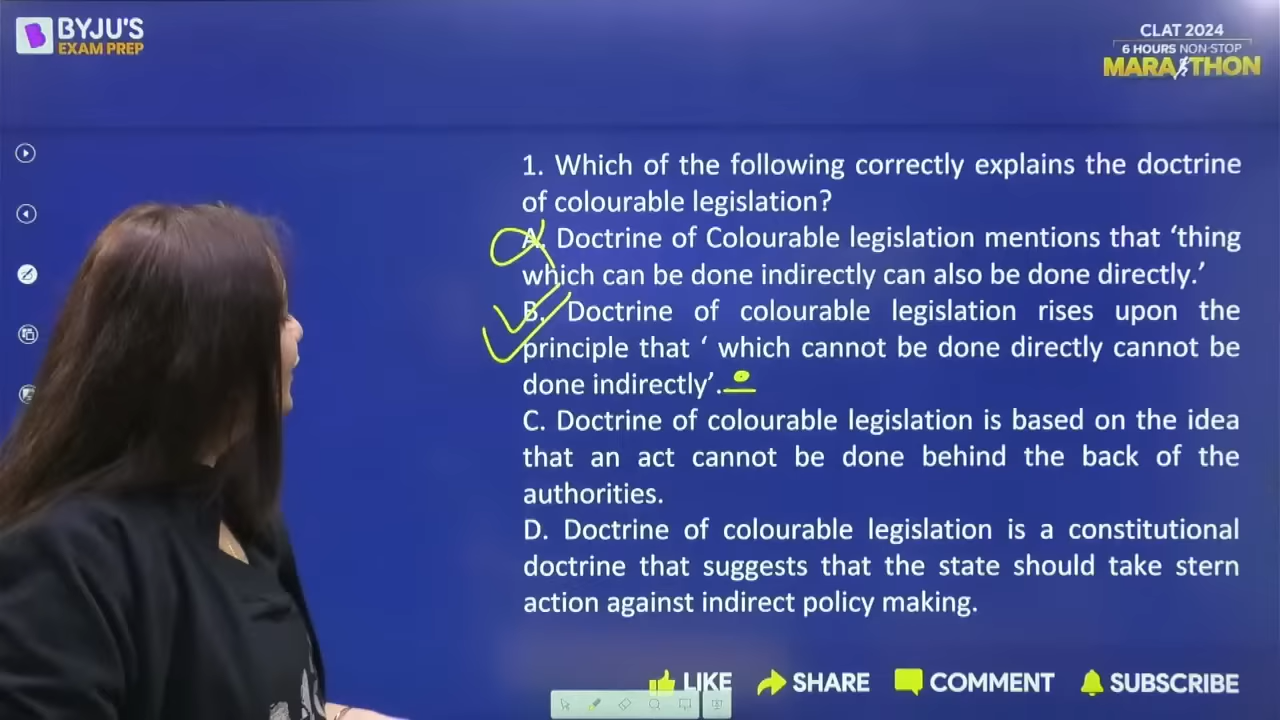 BYJU'S
EXAM PREP
CLAT 2024
6 HOURS NON-STOP
MARATHON
1. Which of the following correctly explains the doctrine
of colourable legislation?
A. Doctrine of Colourable legislation mentions that ‘thing
which can be done indirectly can also be done directly.’
B. Doctrine of colourable legislation rises upon the
principle that ‘ which cannot be done directly cannot be
done indirectly’.
C. Doctrine of colourable legislation is based on the idea
that an act cannot be done behind the back of the
authorities.
D. Doctrine of colourable legislation is a constitutional
doctrine that suggests that the state should take stern
action against indirect policy making.
LIKE SHARE COMMENT SUBSCRIBE